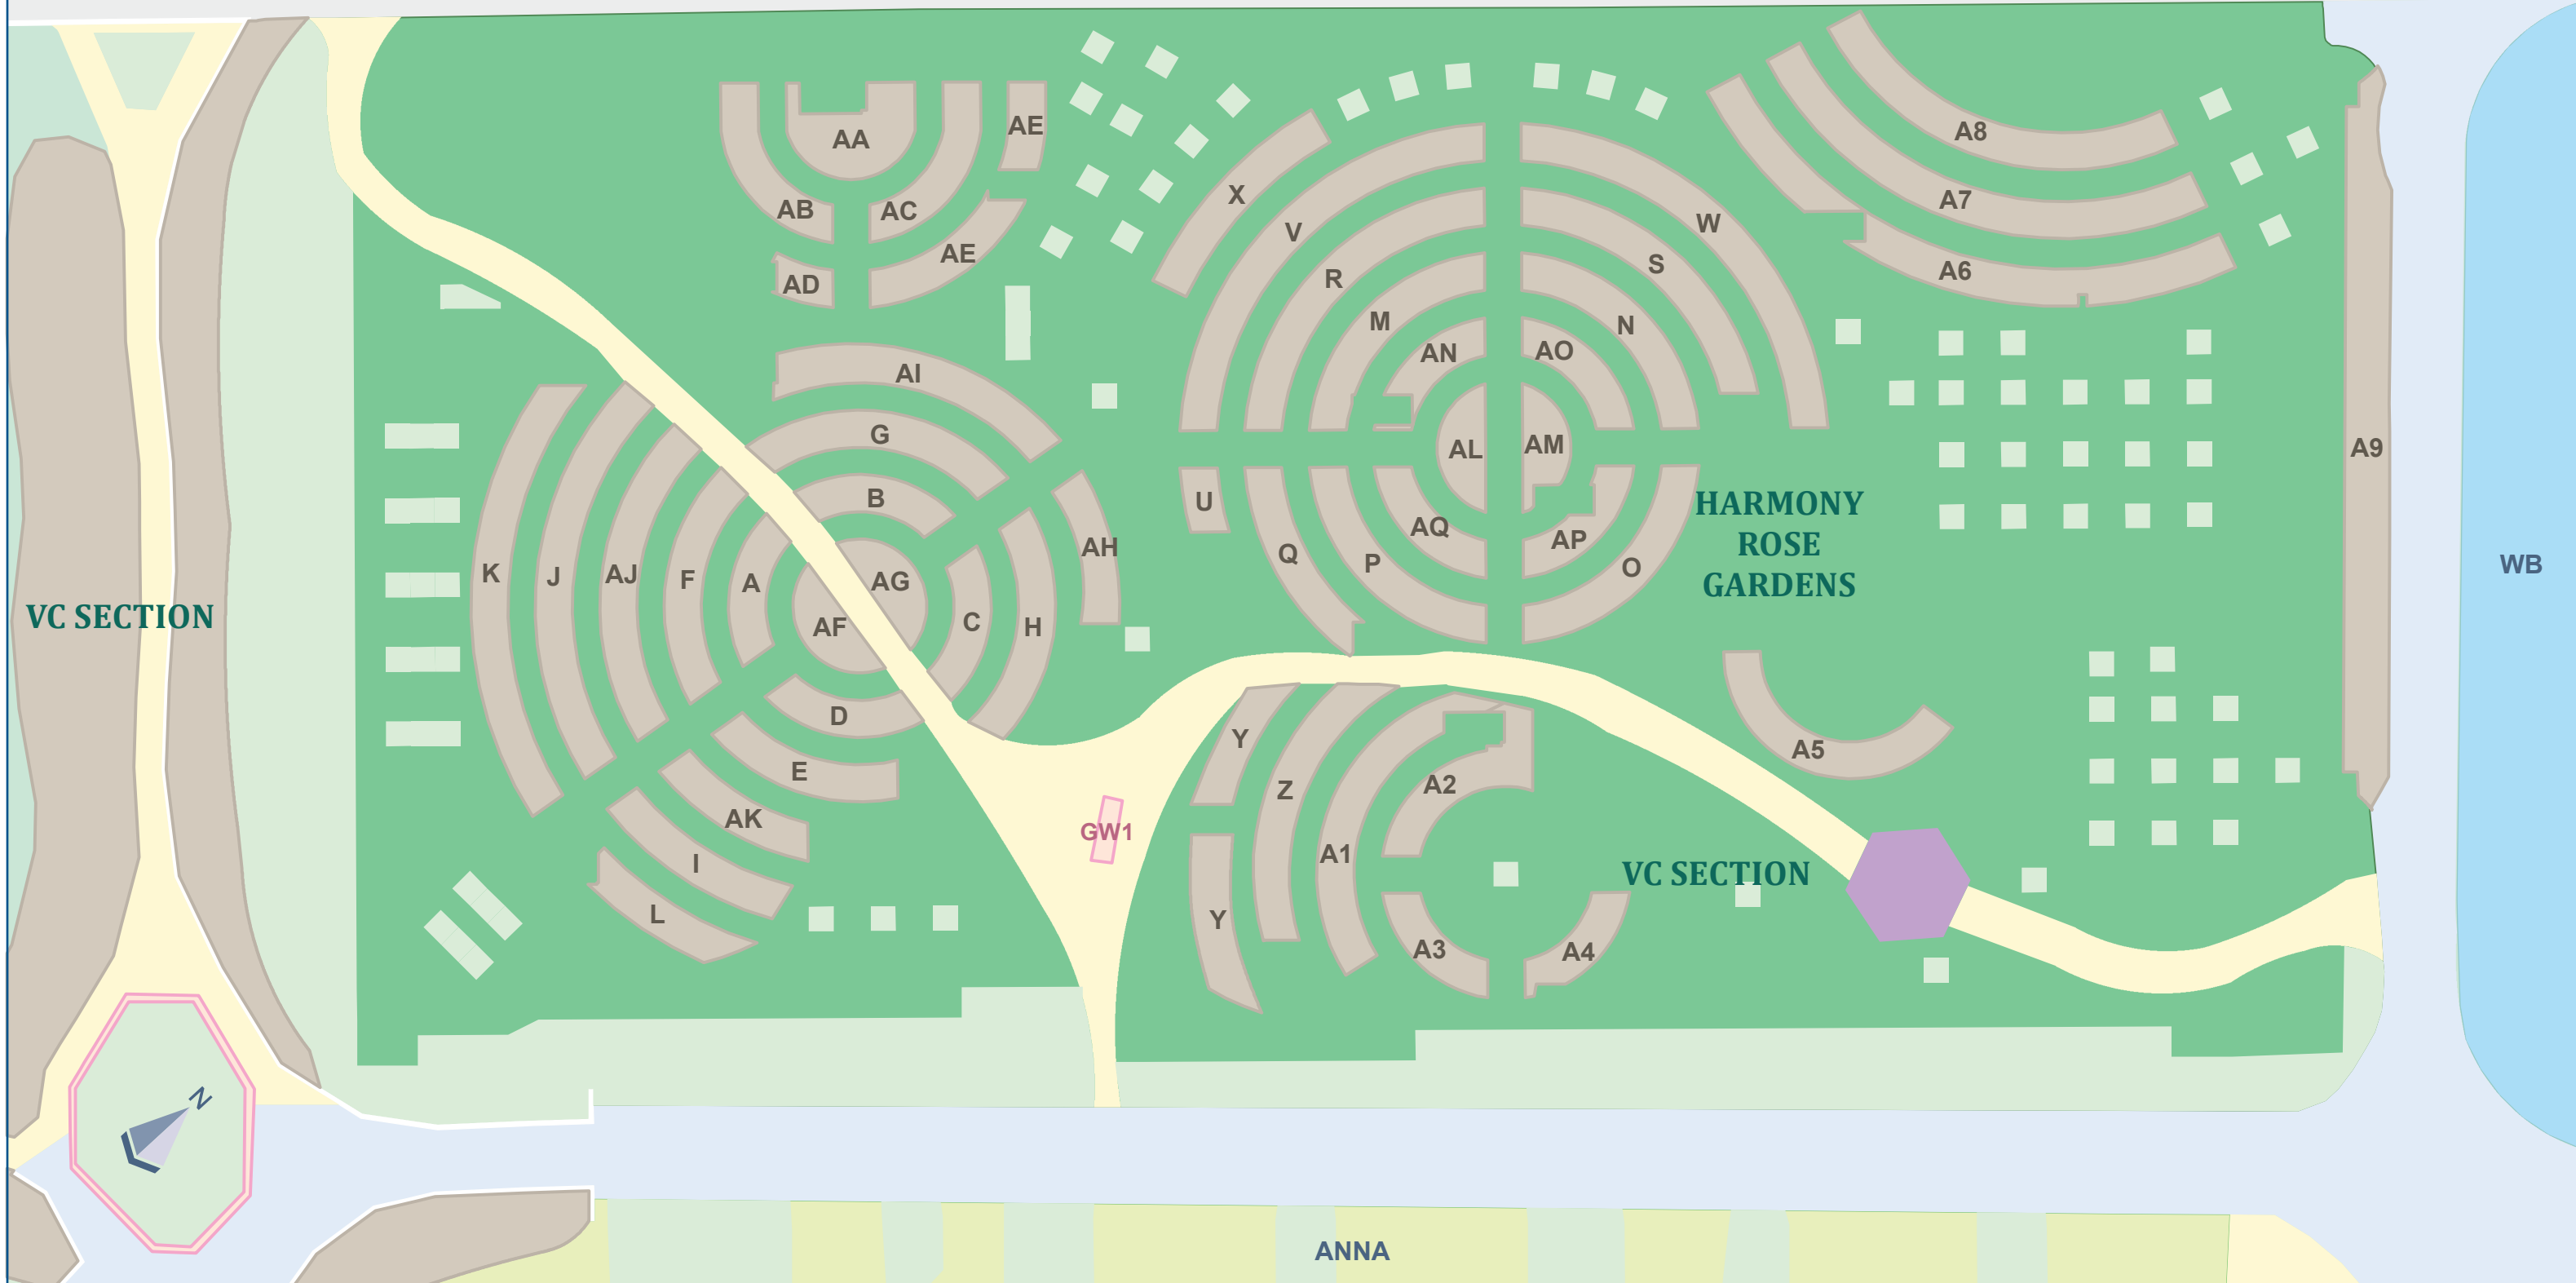 AA
AE
A8
AB
AC
X
A7
V
W
AE
S
A6
AD
R
M
N
AN
AO
AI
G
AL
AM
A9
B
U
HARMONY
ROSE
GARDENS
AQ
AP
AH
Q
P
O
WB
K
J
AJ
F
A
AG
VC SECTION
AF
C
H
D
Y
A5
E
A2
Z
AK
GW1
A1
I
VC SECTION
L
Y
A3
A4
N
ANNA